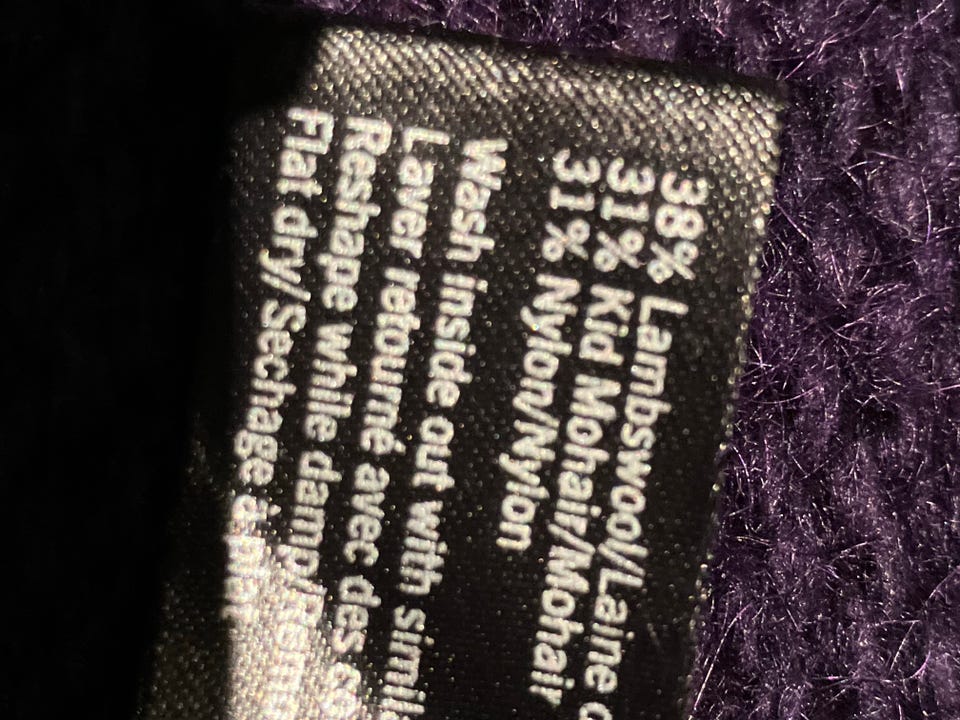 38% Lambswool/Laine
31% Kid Mohair/Mohair
31% Nylon/Nylon
Wash inside out with
Laver retourné avec des
Reshape while damp/
Flat dry/Sechage à